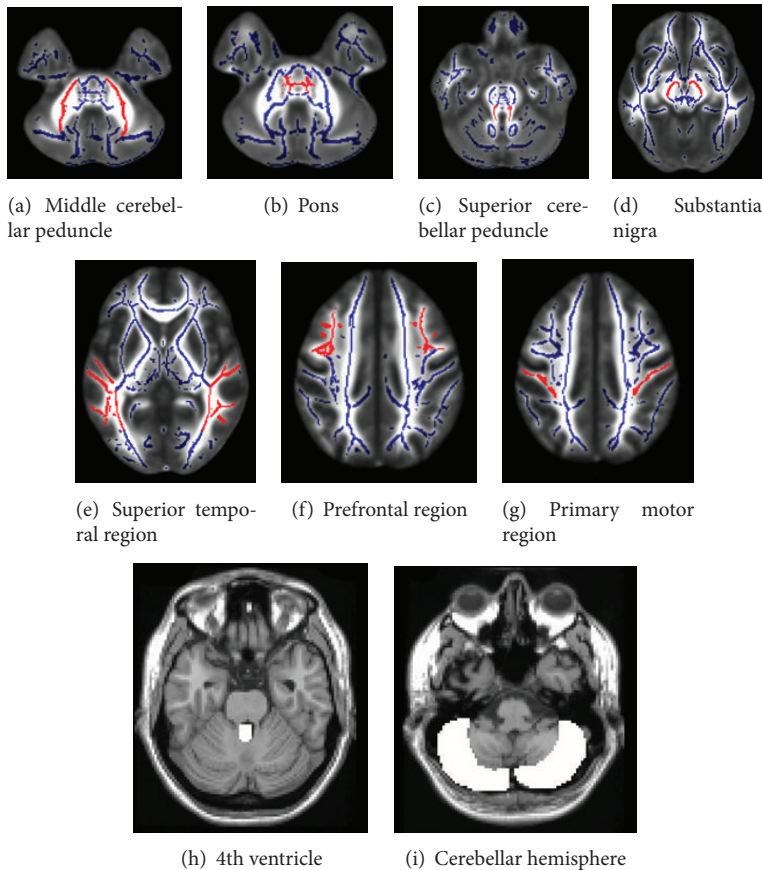 (a) Middle cerebel-
lar peduncle
(b) Pons
(c) Superior cere-
bellar peduncle
(d) Substantia
nigra
(e) Superior tempo-
ral region
(f) Prefrontal region
(g) Primary motor
region
(h) 4th ventricle
(i) Cerebellar hemisphere